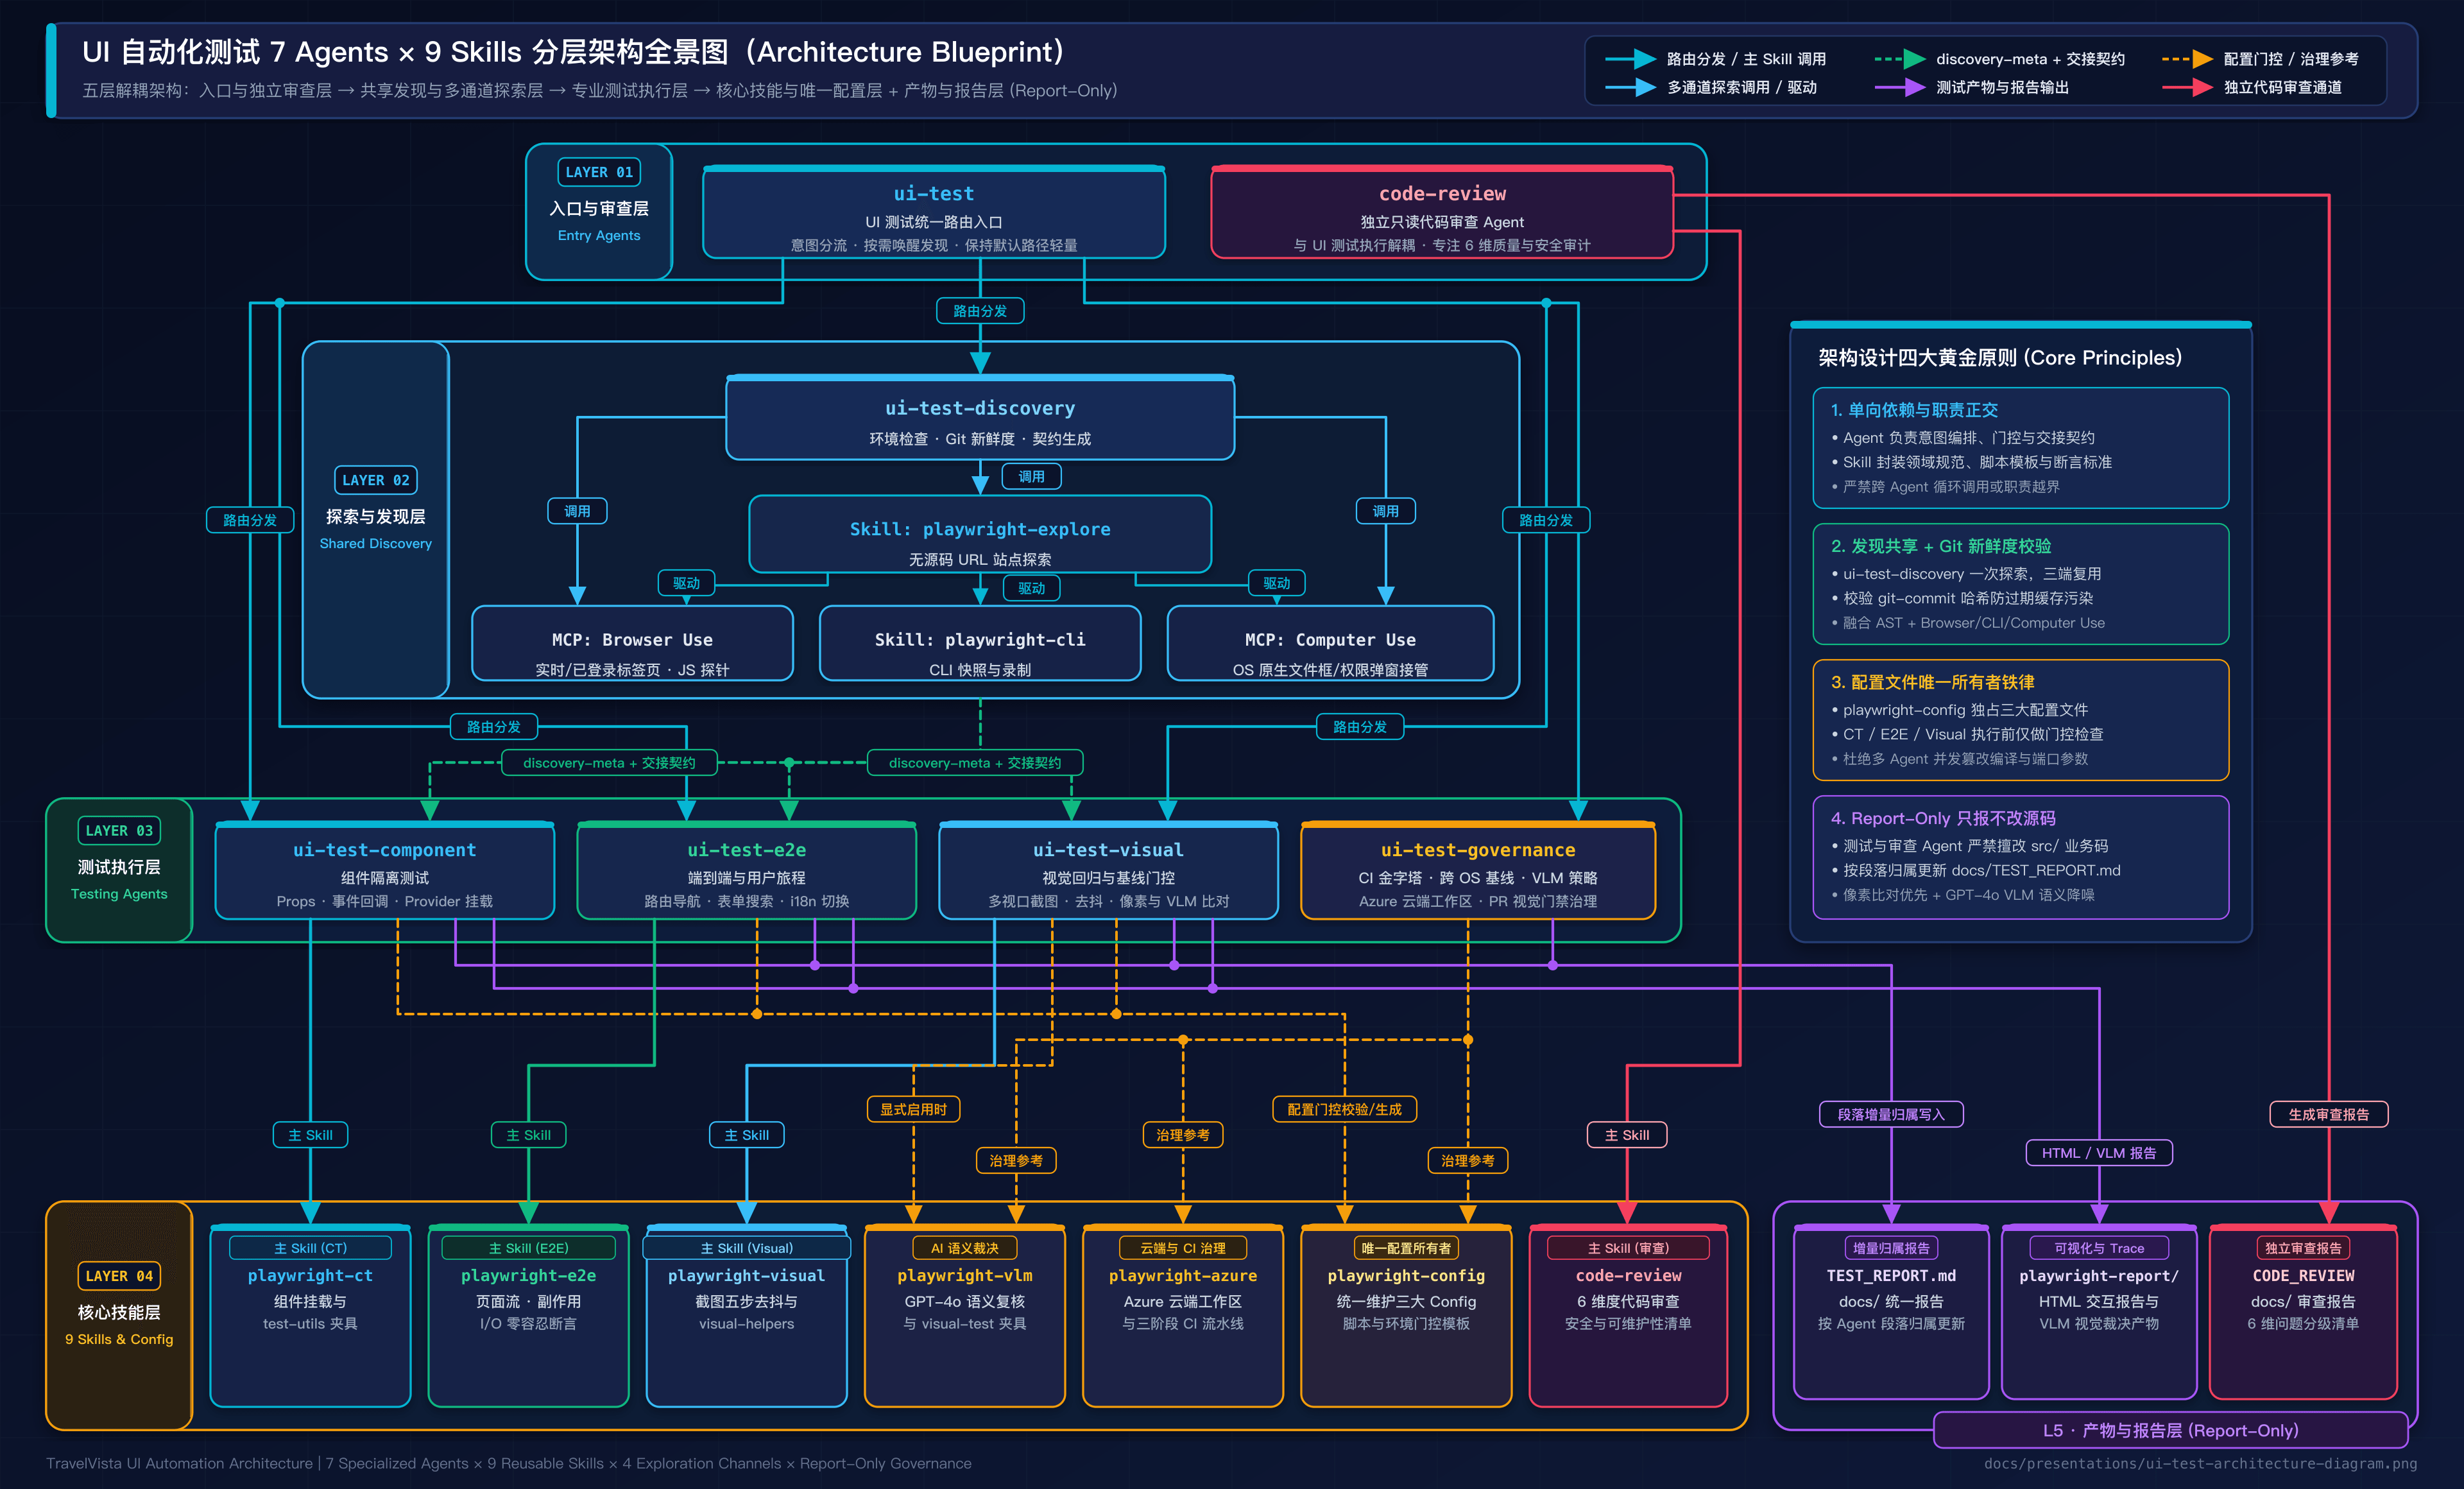 UI 自动化测试 7 Agents × 9 Skills 分层架构全景图（Architecture Blueprint）
五层解耦架构：入口与独立审查层 → 共享发现与多通道探索层 → 专业测试执行层 → 核心技能与唯一配置层 + 产物与报告层 (Report-Only)
路由分发 / 主 Skill 调用
discovery-meta + 交接契约
配置门控 / 治理参考
多通道探索调用 / 驱动
测试产物与报告输出
独立代码审查通道
LAYER 01
入口与审查层
Entry Agents
ui-test
UI 测试统一路由入口
意图分流 · 按需唤醒发现 · 保持默认路径轻量
code-review
独立只读代码审查 Agent
与 UI 测试执行解耦 · 专注 6 维质量与安全审计
路由分发
LAYER 02
探索与发现层
Shared Discovery
ui-test-discovery
环境检查 · Git 新鲜度 · 契约生成
调用
调用
调用
路由分发
路由分发
Skill: playwright-explore
无源码 URL 站点探索
驱动
驱动
驱动
MCP: Browser Use
实时/已登录标签页 · JS 探针
Skill: playwright-cli
CLI 快照与录制
MCP: Computer Use
OS 原生文件框/权限弹窗接管
路由分发
路由分发
discovery-meta + 交接契约
discovery-meta + 交接契约
架构设计四大黄金原则 (Core Principles)
1. 单向依赖与职责正交
• Agent 负责意图编排、门控与交接契约
• Skill 封装领域规范、脚本模板与断言标准
• 严禁跨 Agent 循环调用或职责越界
2. 发现共享 + Git 新鲜度校验
• ui-test-discovery 一次探索，三端复用
• 校验 git-commit 哈希防过期缓存污染
• 融合 AST + Browser/CLI/Computer Use
3. 配置文件唯一所有者铁律
• playwright-config 独占三大配置文件
• CT / E2E / Visual 执行前仅做门控检查
• 杜绝多 Agent 并发篡改编译与端口参数
4. Report-Only 只报不改源码
• 测试与审查 Agent 严禁擅改 src/ 业务码
• 按段落归属更新 docs/TEST_REPORT.md
• 像素比对优先 + GPT-4o VLM 语义降噪
LAYER 03
测试执行层
Testing Agents
ui-test-component
组件隔离测试
Props · 事件回调 · Provider 挂载
ui-test-e2e
端到端与用户旅程
路由导航 · 表单搜索 · i18n 切换
ui-test-visual
视觉回归与基线门控
多视口截图 · 去抖 · 像素与 VLM 比对
ui-test-governance
CI 金字塔 · 跨 OS 基线 · VLM 策略
Azure 云端工作区 · PR 视觉门禁治理
显式启用时
配置门控校验/生成
段落增量归属写入
生成审查报告
主 Skill
主 Skill
主 Skill
治理参考
主 Skill
治理参考
治理参考
HTML / VLM 报告
LAYER 04
核心技能层
9 Skills & Config
主 Skill (CT)
playwright-ct
组件挂载与
test-utils 夹具
主 Skill (E2E)
playwright-e2e
页面流 · 副作用
I/O 零容忍断言
主 Skill (Visual)
playwright-visual
截图五步去抖与
visual-helpers
AI 语义裁决
playwright-vlm
GPT-4o 语义复核
与 visual-test 夹具
云端与 CI 治理
playwright-azure
Azure 云端工作区
与三阶段 CI 流水线
唯一配置所有者
playwright-config
统一维护三大 Config
脚本与环境门控模板
主 Skill (审查)
code-review
6 维度代码审查
安全与可维护性清单
增量归属报告
TEST_REPORT.md
docs/ 统一报告
按 Agent 段落归属更新
可视化与 Trace
playwright-report/
HTML 交互报告与
VLM 视觉裁决产物
独立审查报告
CODE_REVIEW
docs/ 审查报告
6 维问题分级清单
L5 · 产物与报告层 (Report-Only)
TravelVista UI Automation Architecture | 7 Specialized Agents × 9 Reusable Skills × 4 Exploration Channels × Report-Only Governance
docs/presentations/ui-test-architecture-diagram.png